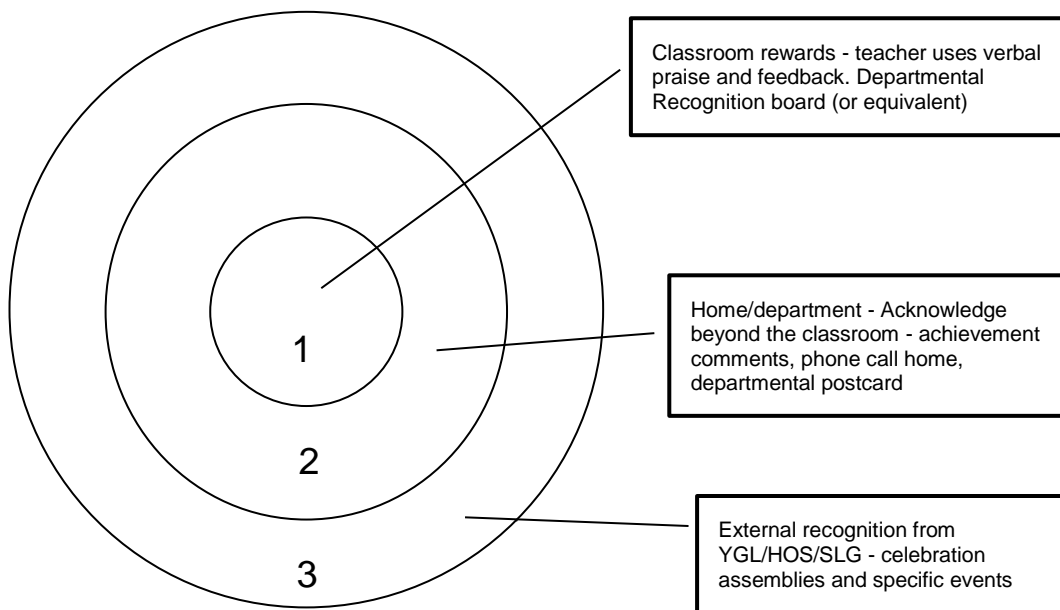 Classroom rewards - teacher uses verbal
praise and feedback. Departmental
Recognition board (or equivalent)
Home/department - Acknowledge
beyond the classroom - achievement
comments, phone call home,
departmental postcard
1
2
External recognition from
YGL/HOS/SLG - celebration
assemblies and specific events
3